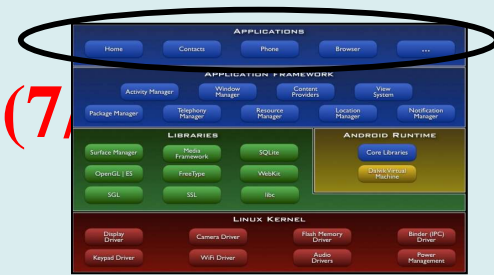 APPLICATIONS
Home Contacts Phone Browser ...
APPLICATION FRAMEWORK
Activity Manager Window Manager Content Providers View System
Package Manager Telephony Manager Resource Manager Location Manager Notification Manager
(7/
LIBRARIES
Surface Manager Media Framework SQLite
OpenGL | ES FreeType WebKit
SGL SSL libc
ANDROID RUNTIME
Core Libraries
Dalvik Virtual Machine
LINUX KERNEL
Display Driver Camera Driver Flash Memory Driver Binder (IPC) Driver
Keypad Driver WiFi Driver Audio Drivers Power Management